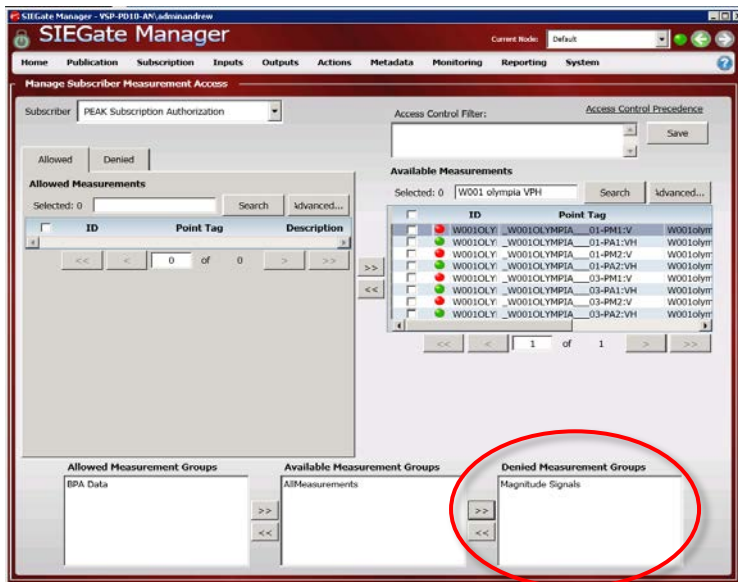 SIEGate Manager - VSP-PD10-AN\adminandrew
SIEGate Manager
Current Node: Default
Home Publication Subscription Inputs Outputs Actions Metadata Monitoring Reporting System
Manage Subscriber Measurement Access
Subscriber PEAK Subscription Authorization
Access Control Filter: Access Control Precedence
Save
Allowed Denied
Allowed Measurements
Selected: 0 Search Advanced...
ID Point Tag Description
<< < 0 of 0 > >>
>>
<<
Available Measurements
Selected: 0 W001 olympia VPH Search Advanced...
ID Point Tag
W001OLY _W001OLYMPIA___01-PM1:V W001olym
W001OLY _W001OLYMPIA___01-PA1:VH W001olym
W001OLY _W001OLYMPIA___01-PM2:V W001olym
W001OLY _W001OLYMPIA___01-PA2:VH W001olym
W001OLY _W001OLYMPIA___03-PM1:V W001olym
W001OLY _W001OLYMPIA___03-PA1:VH W001olym
W001OLY _W001OLYMPIA___03-PM2:V W001olym
W001OLY _W001OLYMPIA___03-PA2:VH W001olym
<< < 1 of 1 > >>
Allowed Measurement Groups
BPA Data
>>
<<
Available Measurement Groups
AllMeasurements
>>
<<
Denied Measurement Groups
Magnitude Signals